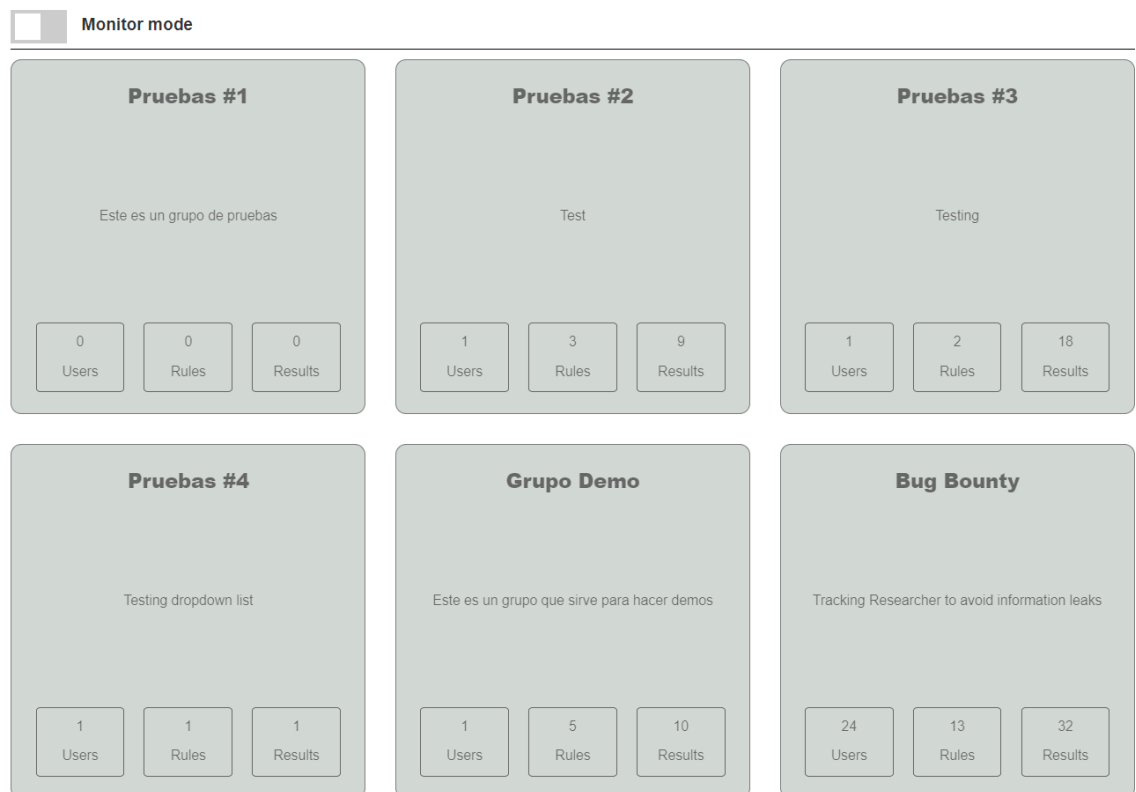 Monitor mode
Pruebas #1
Este es un grupo de pruebas
0
Users
0
Rules
0
Results
Pruebas #2
Test
1
Users
3
Rules
9
Results
Pruebas #3
Testing
1
Users
2
Rules
18
Results
Pruebas #4
Testing dropdown list
1
Users
1
Rules
1
Results
Grupo Demo
Este es un grupo que sirve para hacer demos
1
Users
5
Rules
10
Results
Bug Bounty
Tracking Researcher to avoid information leaks
24
Users
13
Rules
32
Results